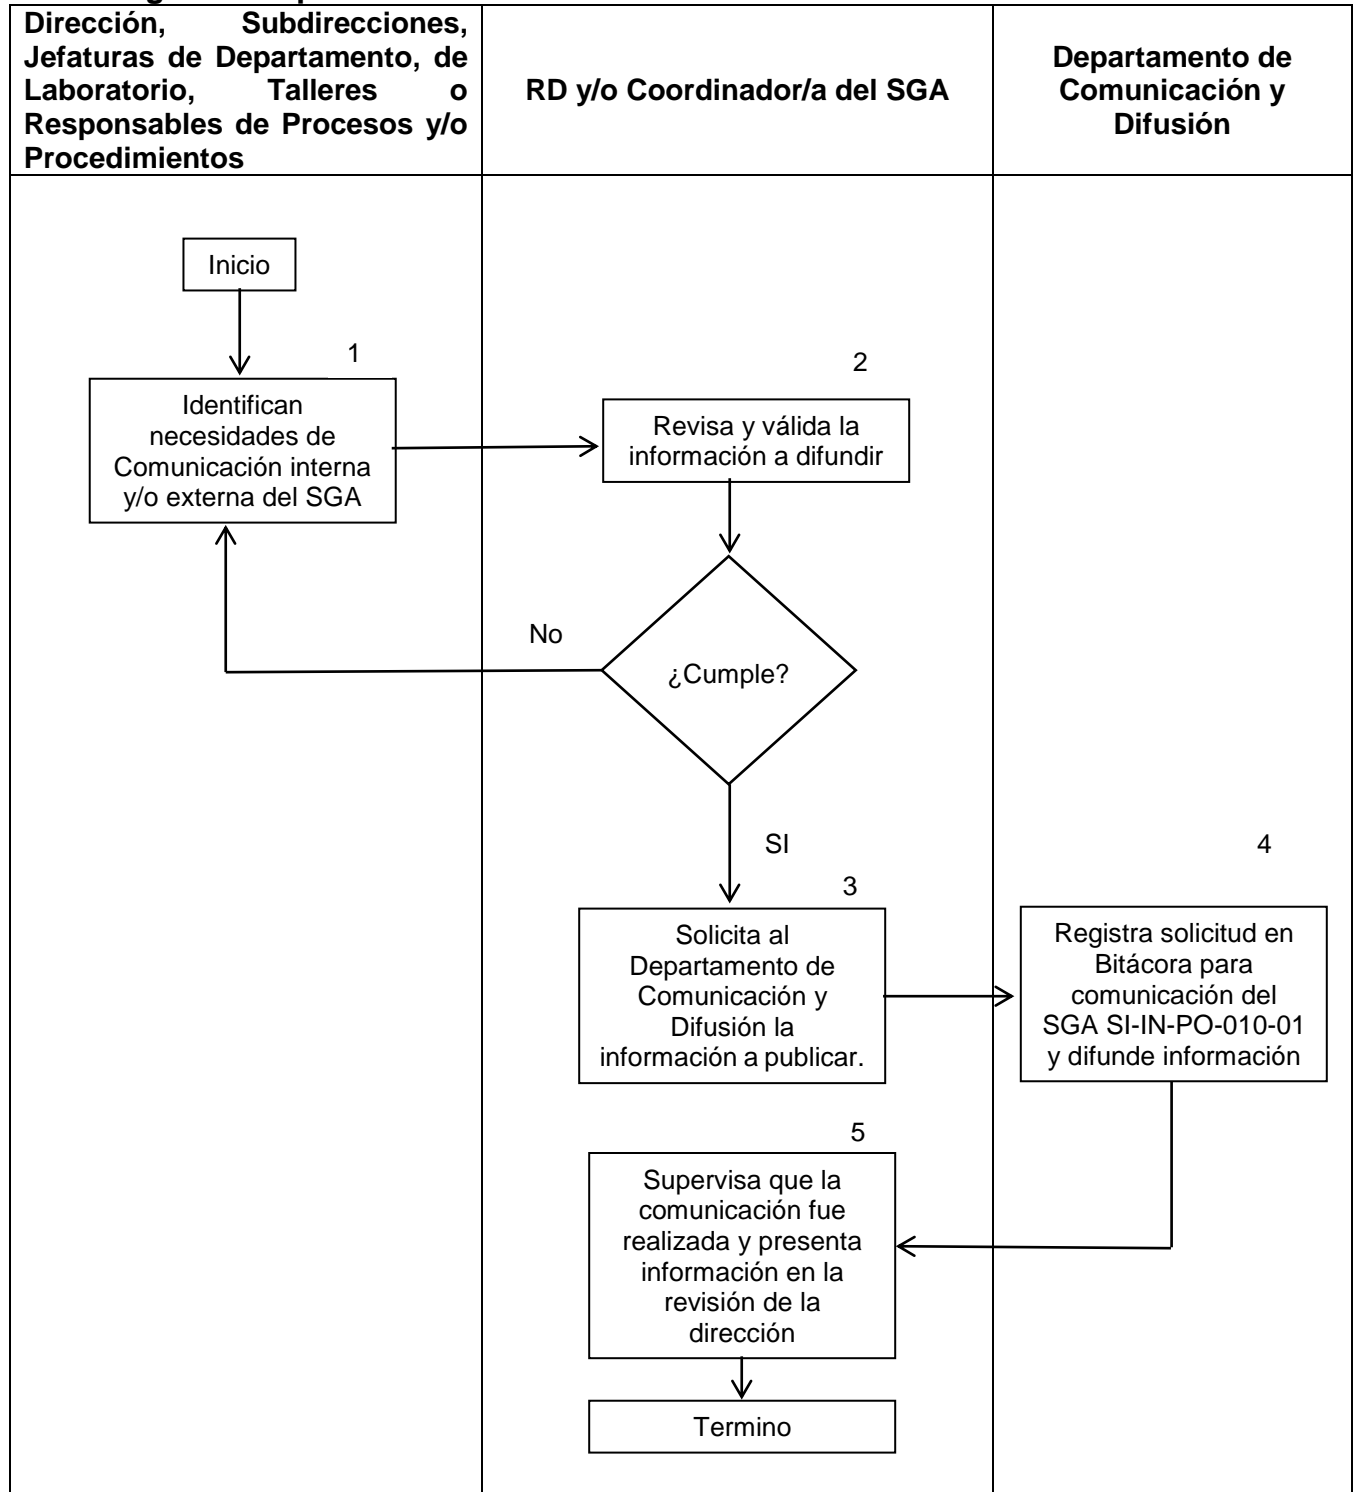 Dirección, Subdirecciones,
Jefaturas de Departamento, de
Laboratorio, Talleres o
Responsables de Procesos y/o
Procedimientos
RD y/o Coordinador/a del SGA
Departamento de
Comunicación y
Difusión
Inicio
1
Identifican
necesidades de
Comunicación interna
y/o externa del SGA
2
Revisa y válida la
información a difundir
¿Cumple?
No
SI
3
Solicita al
Departamento de
Comunicación y
Difusión la
información a publicar.
4
Registra solicitud en
Bitácora para
comunicación del
SGA SI-IN-PO-010-01
y difunde información
5
Supervisa que la
comunicación fue
realizada y presenta
información en la
revisión de la
dirección
Termino